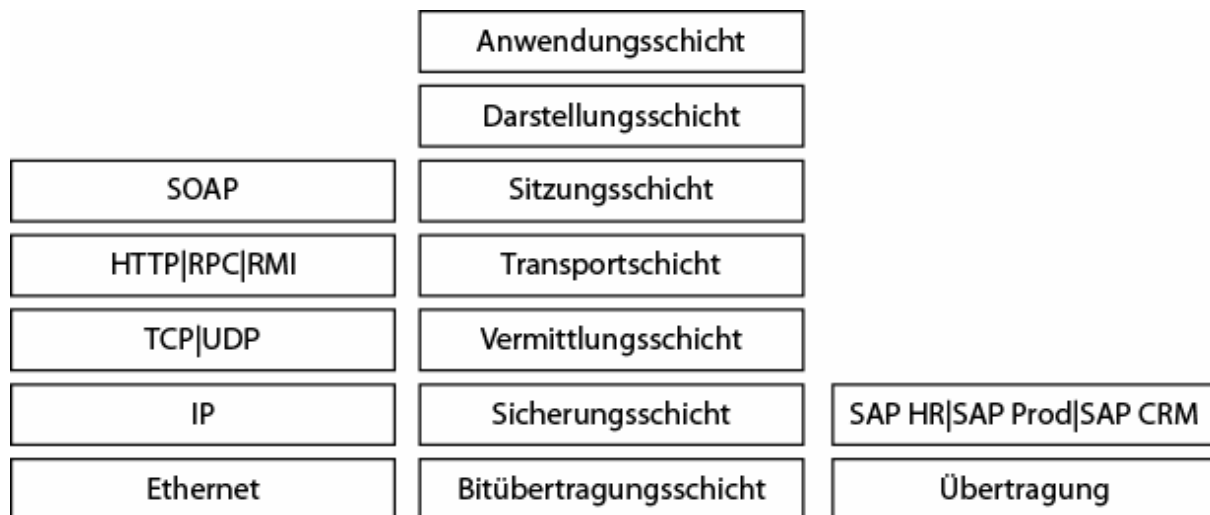 Anwendungsschicht
Darstellungsschicht
SOAP
Sitzungsschicht
HTTP|RPC|RMI
Transportschicht
TCP|UDP
Vermittlungsschicht
IP
Sicherungsschicht
SAP HR|SAP Prod|SAP CRM
Ethernet
Bitübertragungsschicht
Übertragung